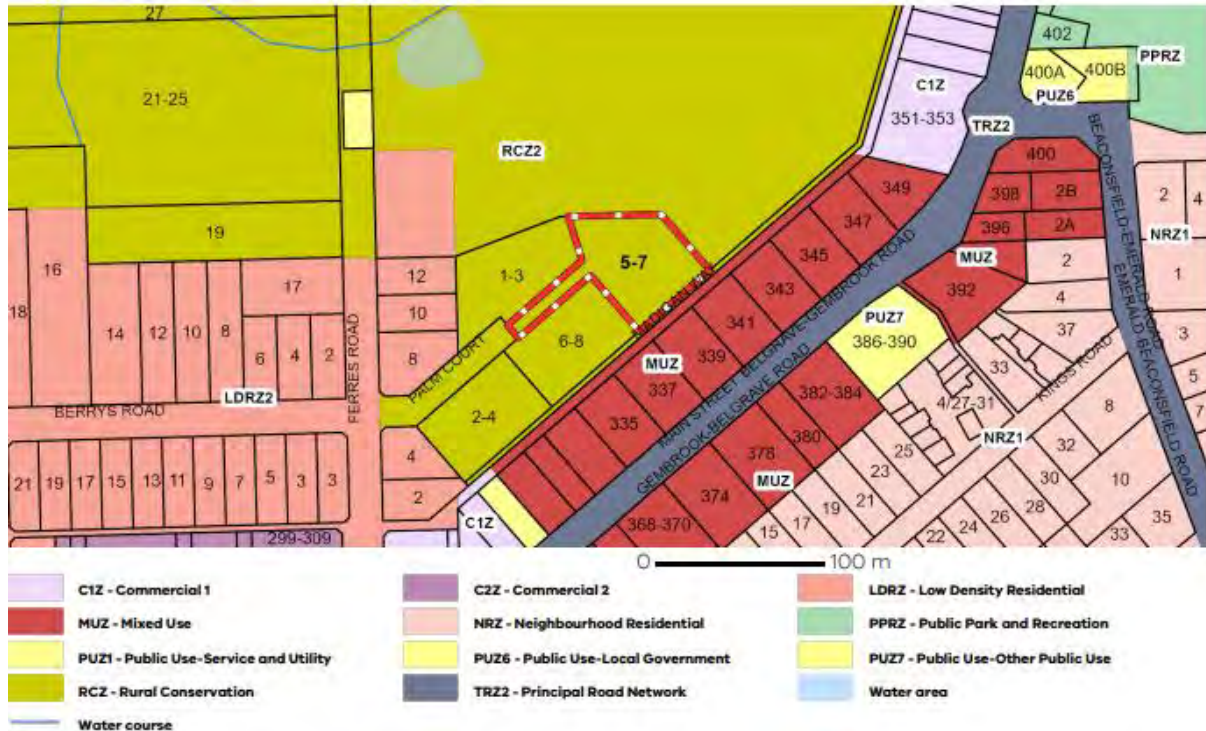 27
402
400A
400B
PPRZ
21-25
C1Z
PUZ6
351-353
TRZ2
RCZ2
400
349
398
2B
2
4
347
396
2A
NRZ1
19
345
MUZ
2
16
12
1-3
5-7
343
392
1
17
4
18
10
341
PUZ7
37
14
12
10
8
6-8
339
386-390
33
3
6
4
2
8
MUZ
337
382-384
KINGS ROAD
5
PALM COURT
MAIN STREET BELGRAVE-GEMBROOK ROAD
GEMBROOK-BELGRAVE ROAD
BEACONSFIELD-EMERALD ROAD
EMERALD BEACONSFIELD ROAD
FERRES ROAD
BERRYS ROAD
LDRZ2
2-4
335
380
4/27-31
8
7
378
25
NRZ1
32
4
MUZ
23
30
10
21
19
17
15
13
11
9
7
5
3
3
2
374
21
28
19
26
35
C1Z
368-370
17
24
33
299-309
15
22
0 100 m
C1Z - Commercial 1
C2Z - Commercial 2
LDRZ - Low Density Residential
MUZ - Mixed Use
NRZ - Neighbourhood Residential
PPRZ - Public Park and Recreation
PUZ1 - Public Use-Service and Utility
PUZ6 - Public Use-Local Government
PUZ7 - Public Use-Other Public Use
RCZ - Rural Conservation
TRZ2 - Principal Road Network
Water area
Water course